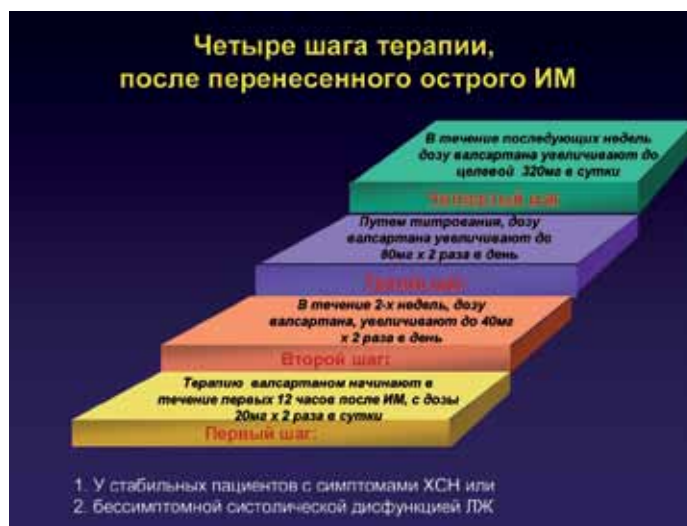 Четыре шага терапии,
после перенесенного острого ИМ
В течение последующих недель
дозу валсартана увеличивают до
целевой 320мг в сутки
Четвертый шаг
Путем титрования, дозу
валсартана увеличивают до
80мг х 2 раза в день
Третий шаг:
В течение 2-х недель, дозу
валсартана, увеличивают до 40мг
х 2 раза в день
Второй шаг:
Терапию валсартаном начинают в
течение первых 12 часов после ИМ, с дозы
20мг х 2 раза в сутки
Первый шаг:
1. У стабильных пациентов с симптомами ХСН или
2. бессимптомной систолической дисфункцией ЛЖ